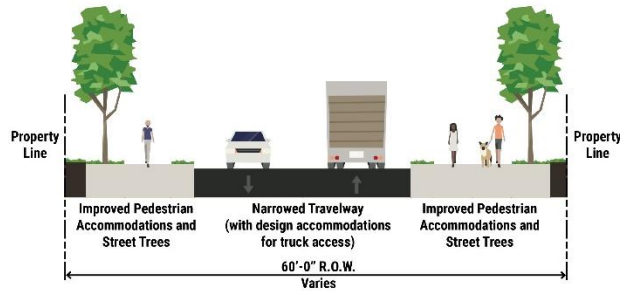 Property
Line
Property
Line
Improved Pedestrian
Accommodations and
Street Trees
Narrowed Travelway
(with design accommodations
for truck access)
Improved Pedestrian
Accommodations and
Street Trees
60'-0" R.O.W.
Varies